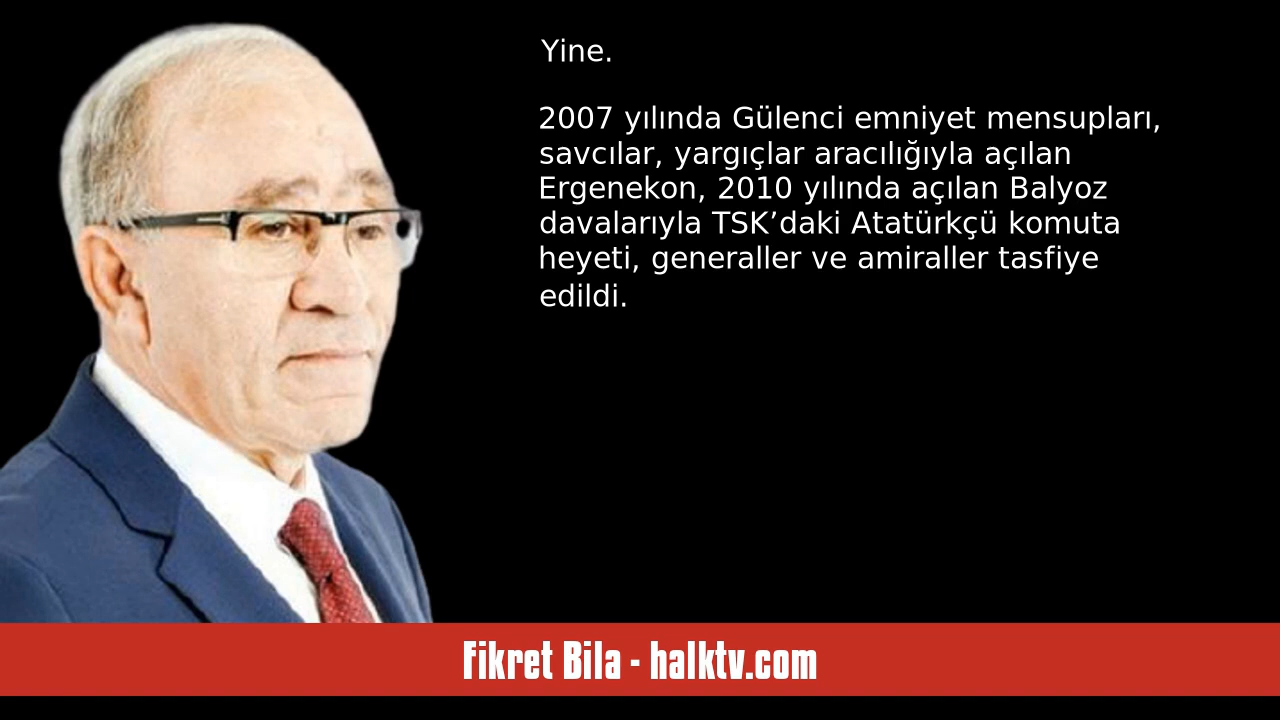 Yine.
2007 yılında Gülenci emniyet mensupları,
savcılar, yargıçlar aracılığıyla açılan
Ergenekon, 2010 yılında açılan Balyoz
davalarıyla TSK’daki Atatürkçü komuta
heyeti, generaller ve amiraller tasfiye
edildi.
Fikret Bila - halktv.com